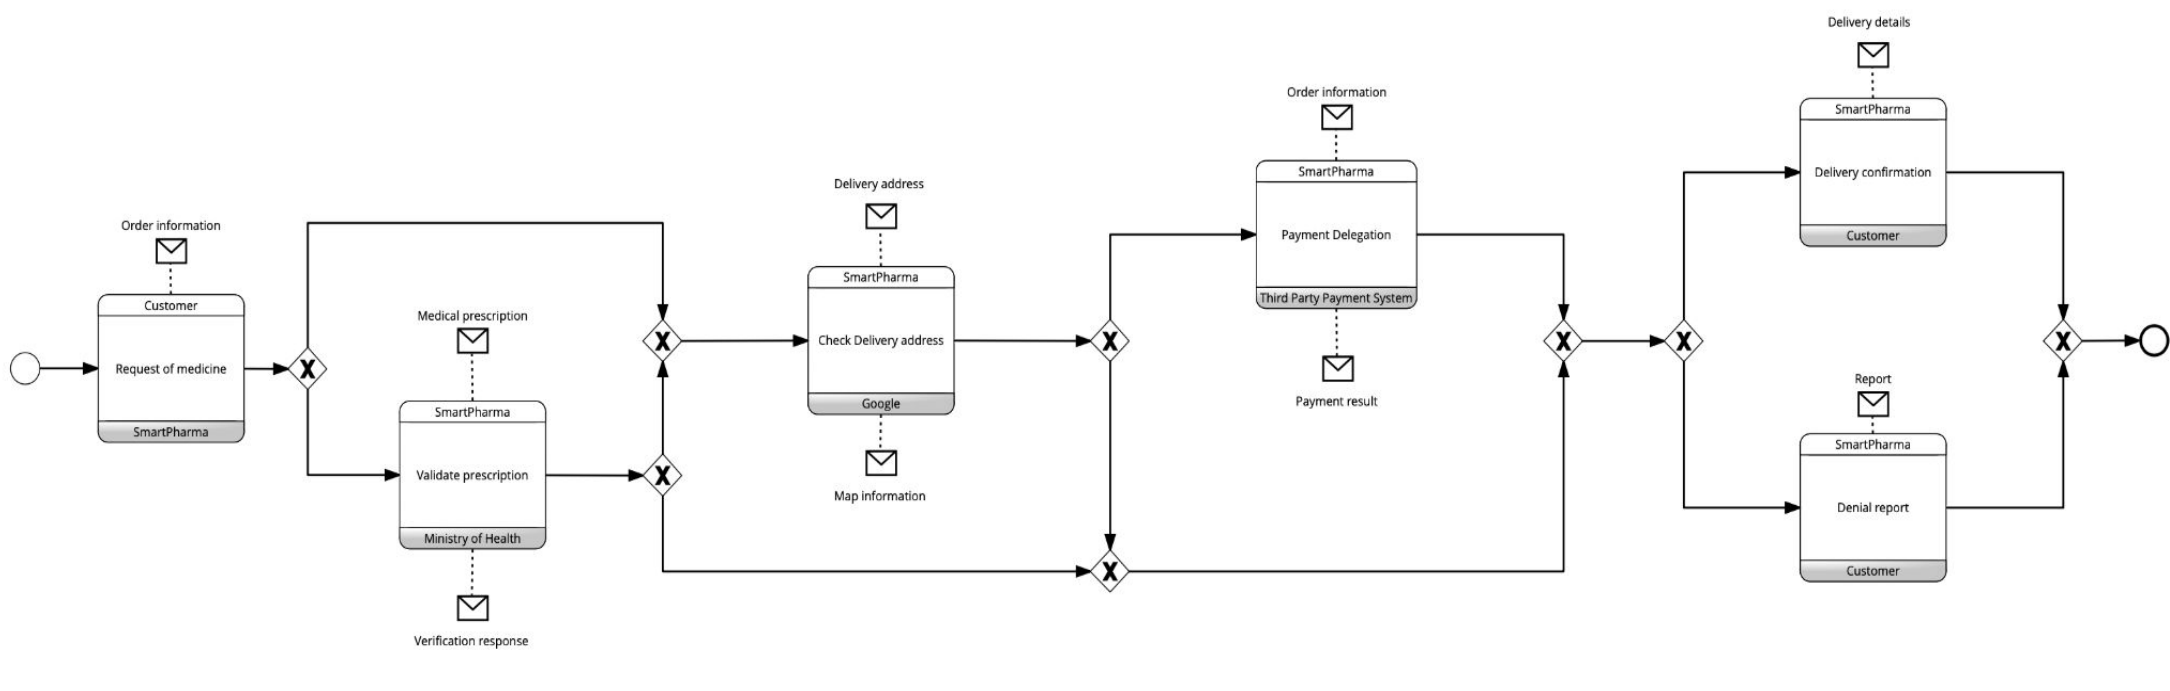 Order information
Customer
Request of medicine
SmartPharma
X
Medical prescription
SmartPharma
Validate prescription
Ministry of Health
Verification response
X
X
Delivery address
SmartPharma
Check Delivery address
Google
Map information
X
X
Order information
SmartPharma
Payment Delegation
Third Party Payment System
Payment result
X
X
Delivery details
SmartPharma
Delivery confirmation
Customer
Report
SmartPharma
Denial report
Customer
X